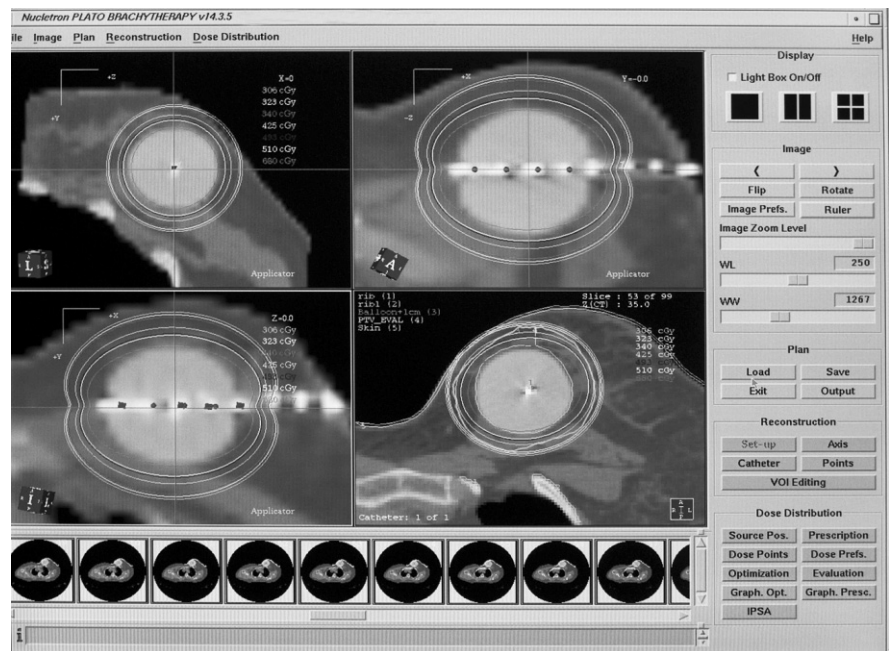 Nucletron PLATO BRACHYTHERAPY v14.3.5
ile Image Plan Reconstruction Dose Distribution Help
+Z
+Y
X=0
306 cGy
323 cGy
340 cGy
425 cGy
510 cGy
680 cGy
L S
Applicator
+X
-Z
Y=-0.0
A
Applicator
+X
+Y
Z=0.0
306 cGy
323 cGy
425 cGy
510 cGy
I L
Applicator
rib (1)
rib1 (2)
Balloon+1cm (3)
PTV_EVAL (4)
Skin (5)
Slice : 53 of 99
Z(CT) : 35.0
306 cGy
323 cGy
340 cGy
425 cGy
510 cGy
Catheter: 1 of 1
R L
Display
Light Box On/Off
Image
Flip Rotate
Image Prefs. Ruler
Image Zoom Level
WL 250
WW 1267
Plan
Load Save
Exit Output
Reconstruction
Set-up Axis
Catheter Points
VOI Editing
Dose Distribution
Source Pos. Prescription
Dose Points Dose Prefs.
Optimization Evaluation
Graph. Opt. Graph. Presc.
IPSA